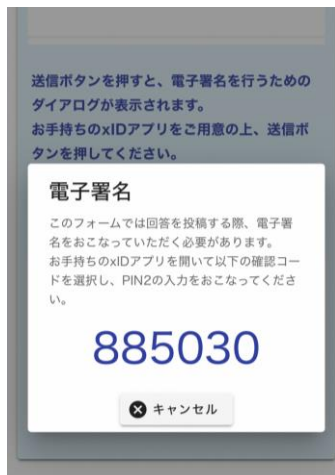 送信ボタンを押すと、電子署名を行うための
ダイアログが表示されます。
お手持ちのxIDアプリをご用意の上、送信ボ
タンを押してください。
電子署名
このフォームでは回答を投稿する際、電子署
名をおこなっていただく必要があります。
お手持ちのxIDアプリを開いて以下の確認コー
ドを選択し、PIN2の入力をおこなってくださ
い。
885030
キャンセル